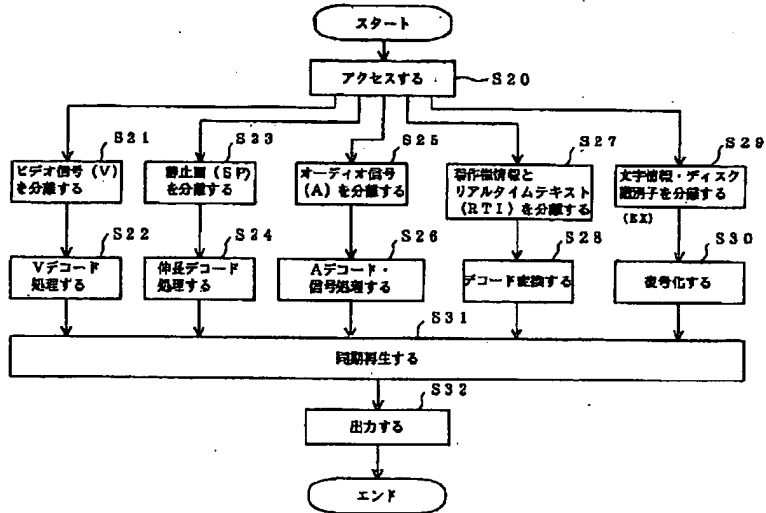 スタート
アクセスする
S20
S21
ビデオ信号(V)
を分離する
S23
静止画(SP)
を分離する
S25
オーディオ信号
(A)を分離する
S27
著作権情報と
リアルタイムテキスト
(RTI)を分離する
S29
文字情報・ディスク
識別子を分離する
(EX)
S22
Vデコード
処理する
S24
伸長デコード
処理する
S26
Aデコード・
信号処理する
S28
デコード変換する
S30
復号化する
S31
同期再生する
S32
出力する
エンド